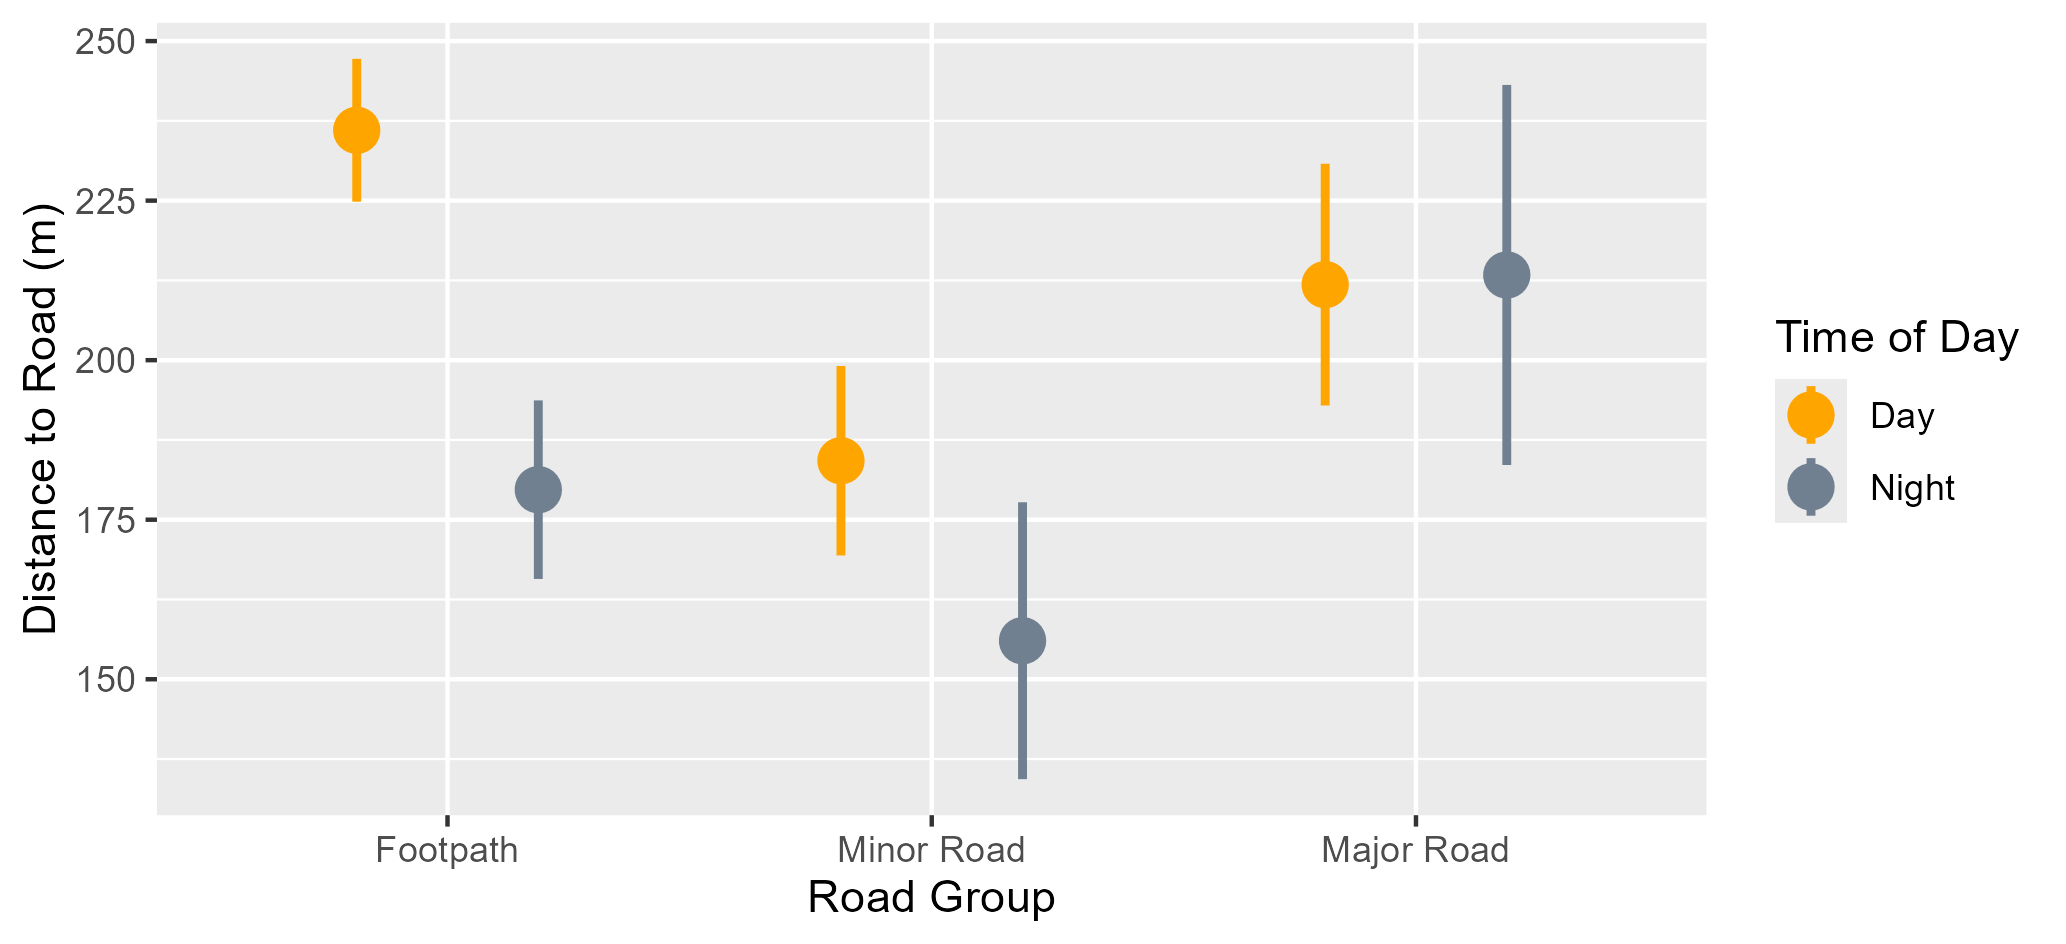 Distance to Road (m)
250
225
200
175
150
Footpath
Minor Road
Major Road
Road Group
Time of Day
Day
Night